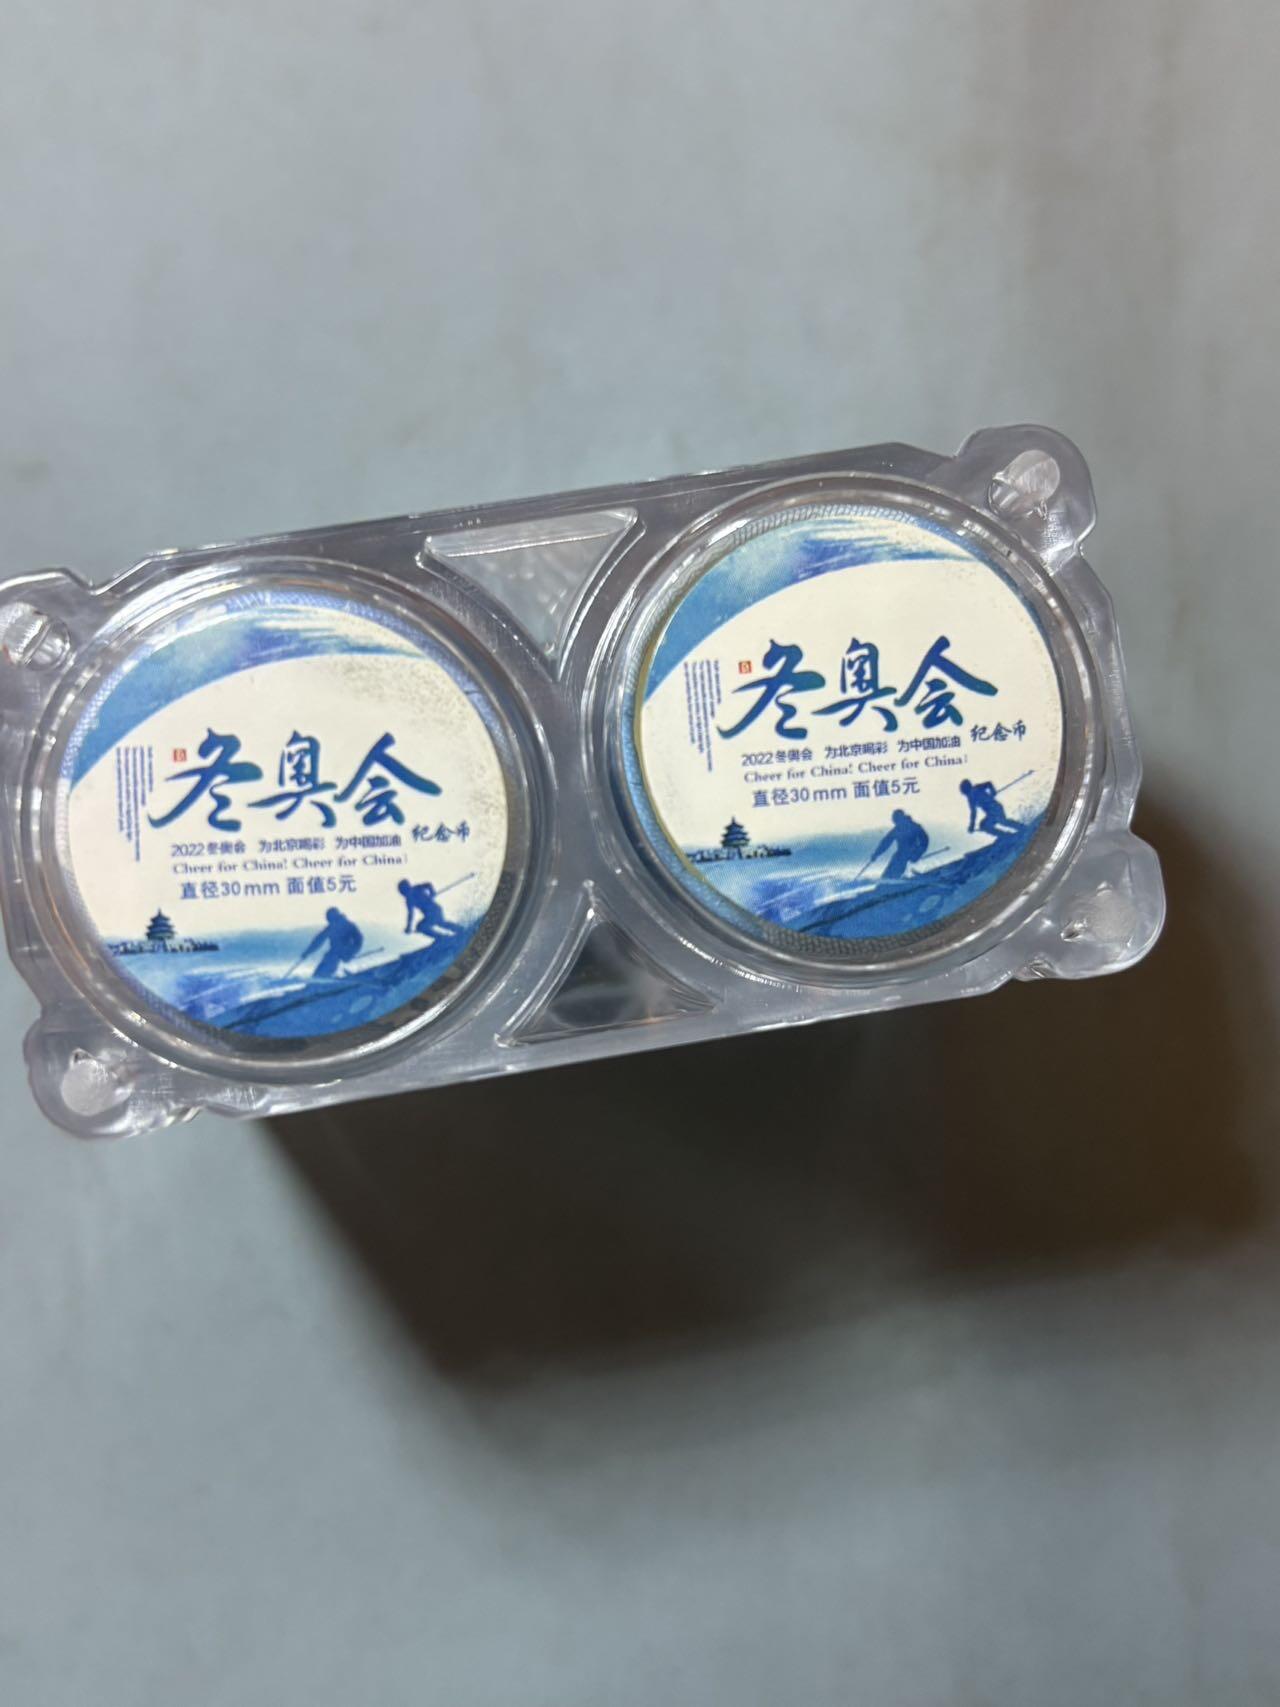 冬奥会
纪念币
2022冬奥会 为北京喝彩 为中国加油
Cheer for China! Cheer for China!
直径30mm 面值5元
冬奥会
纪念币
2022冬奥会 为北京喝彩 为中国加油
Cheer for China! Cheer for China!
直径30mm 面值5元